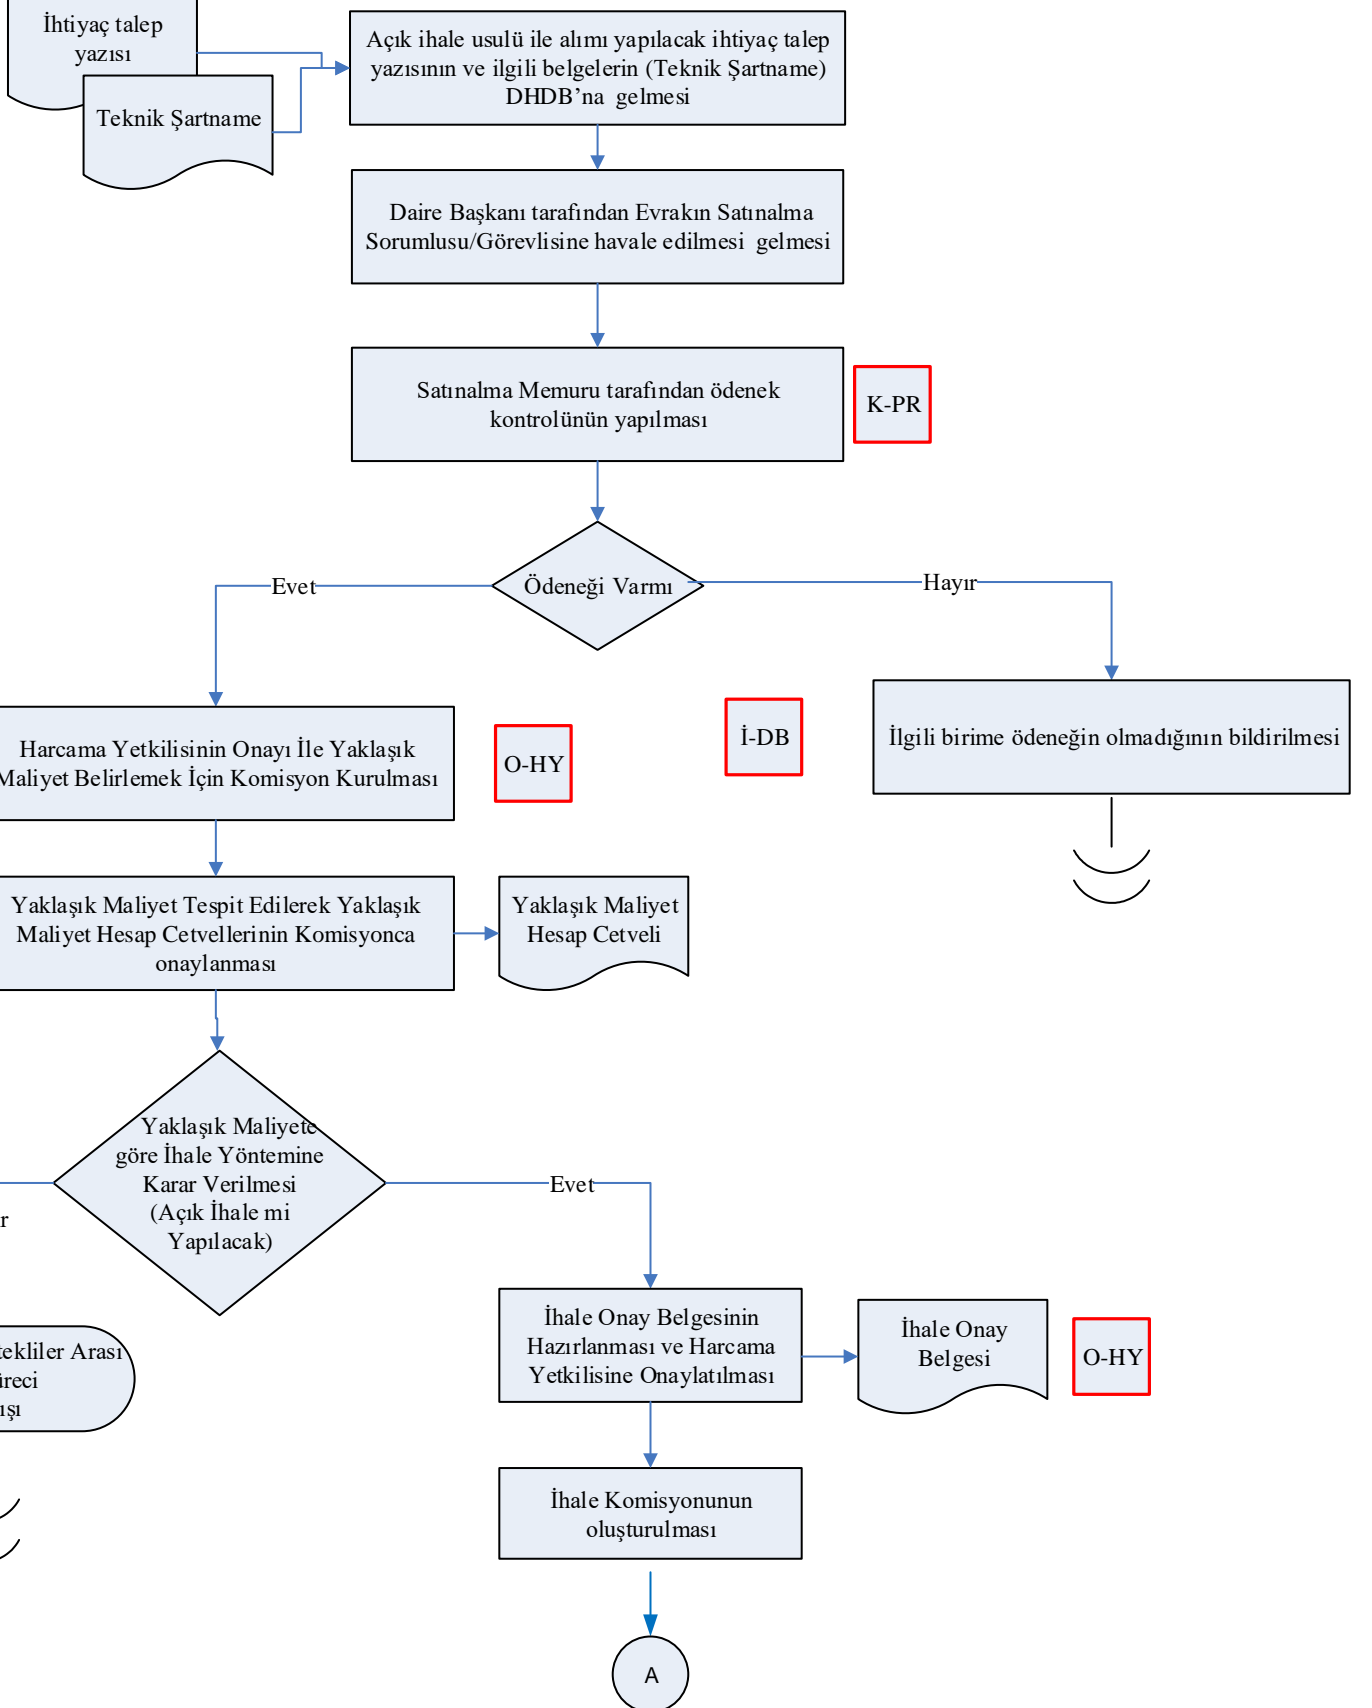 İhtiyaç talep
yazısı
Teknik Şartname
Açık ihale usulü ile alımı yapılacak ihtiyaç talep
yazısının ve ilgili belgelerin (Teknik Şartname)
DHDB’na gelmesi
Daire Başkanı tarafından Evrakın Satınalma
Sorumlusu/Görevlisine havale edilmesi gelmesi
Satınalma Memuru tarafından ödenek
kontrolünün yapılması
K-PR
Ödeneği Varmı
Evet
Hayır
Harcama Yetkilisinin Onayı İle Yaklaşık
Maliyet Belirlemek İçin Komisyon Kurulması
O-HY
İ-DB
İlgili birime ödeneğin olmadığının bildirilmesi
Yaklaşık Maliyet Tespit Edilerek Yaklaşık
Maliyet Hesap Cetvellerinin Komisyonca
onaylanması
Yaklaşık Maliyet
Hesap Cetveli
Yaklaşık Maliyete
göre İhale Yöntemine
Karar Verilmesi
(Açık İhale mi
Yapılacak)
Evet
r
İhale Onay Belgesinin
Hazırlanması ve Harcama
Yetkilisine Onaylatılması
İhale Onay
Belgesi
O-HY
tekliler Arası
üreci
ışı
İhale Komisyonunun
oluşturulması
A